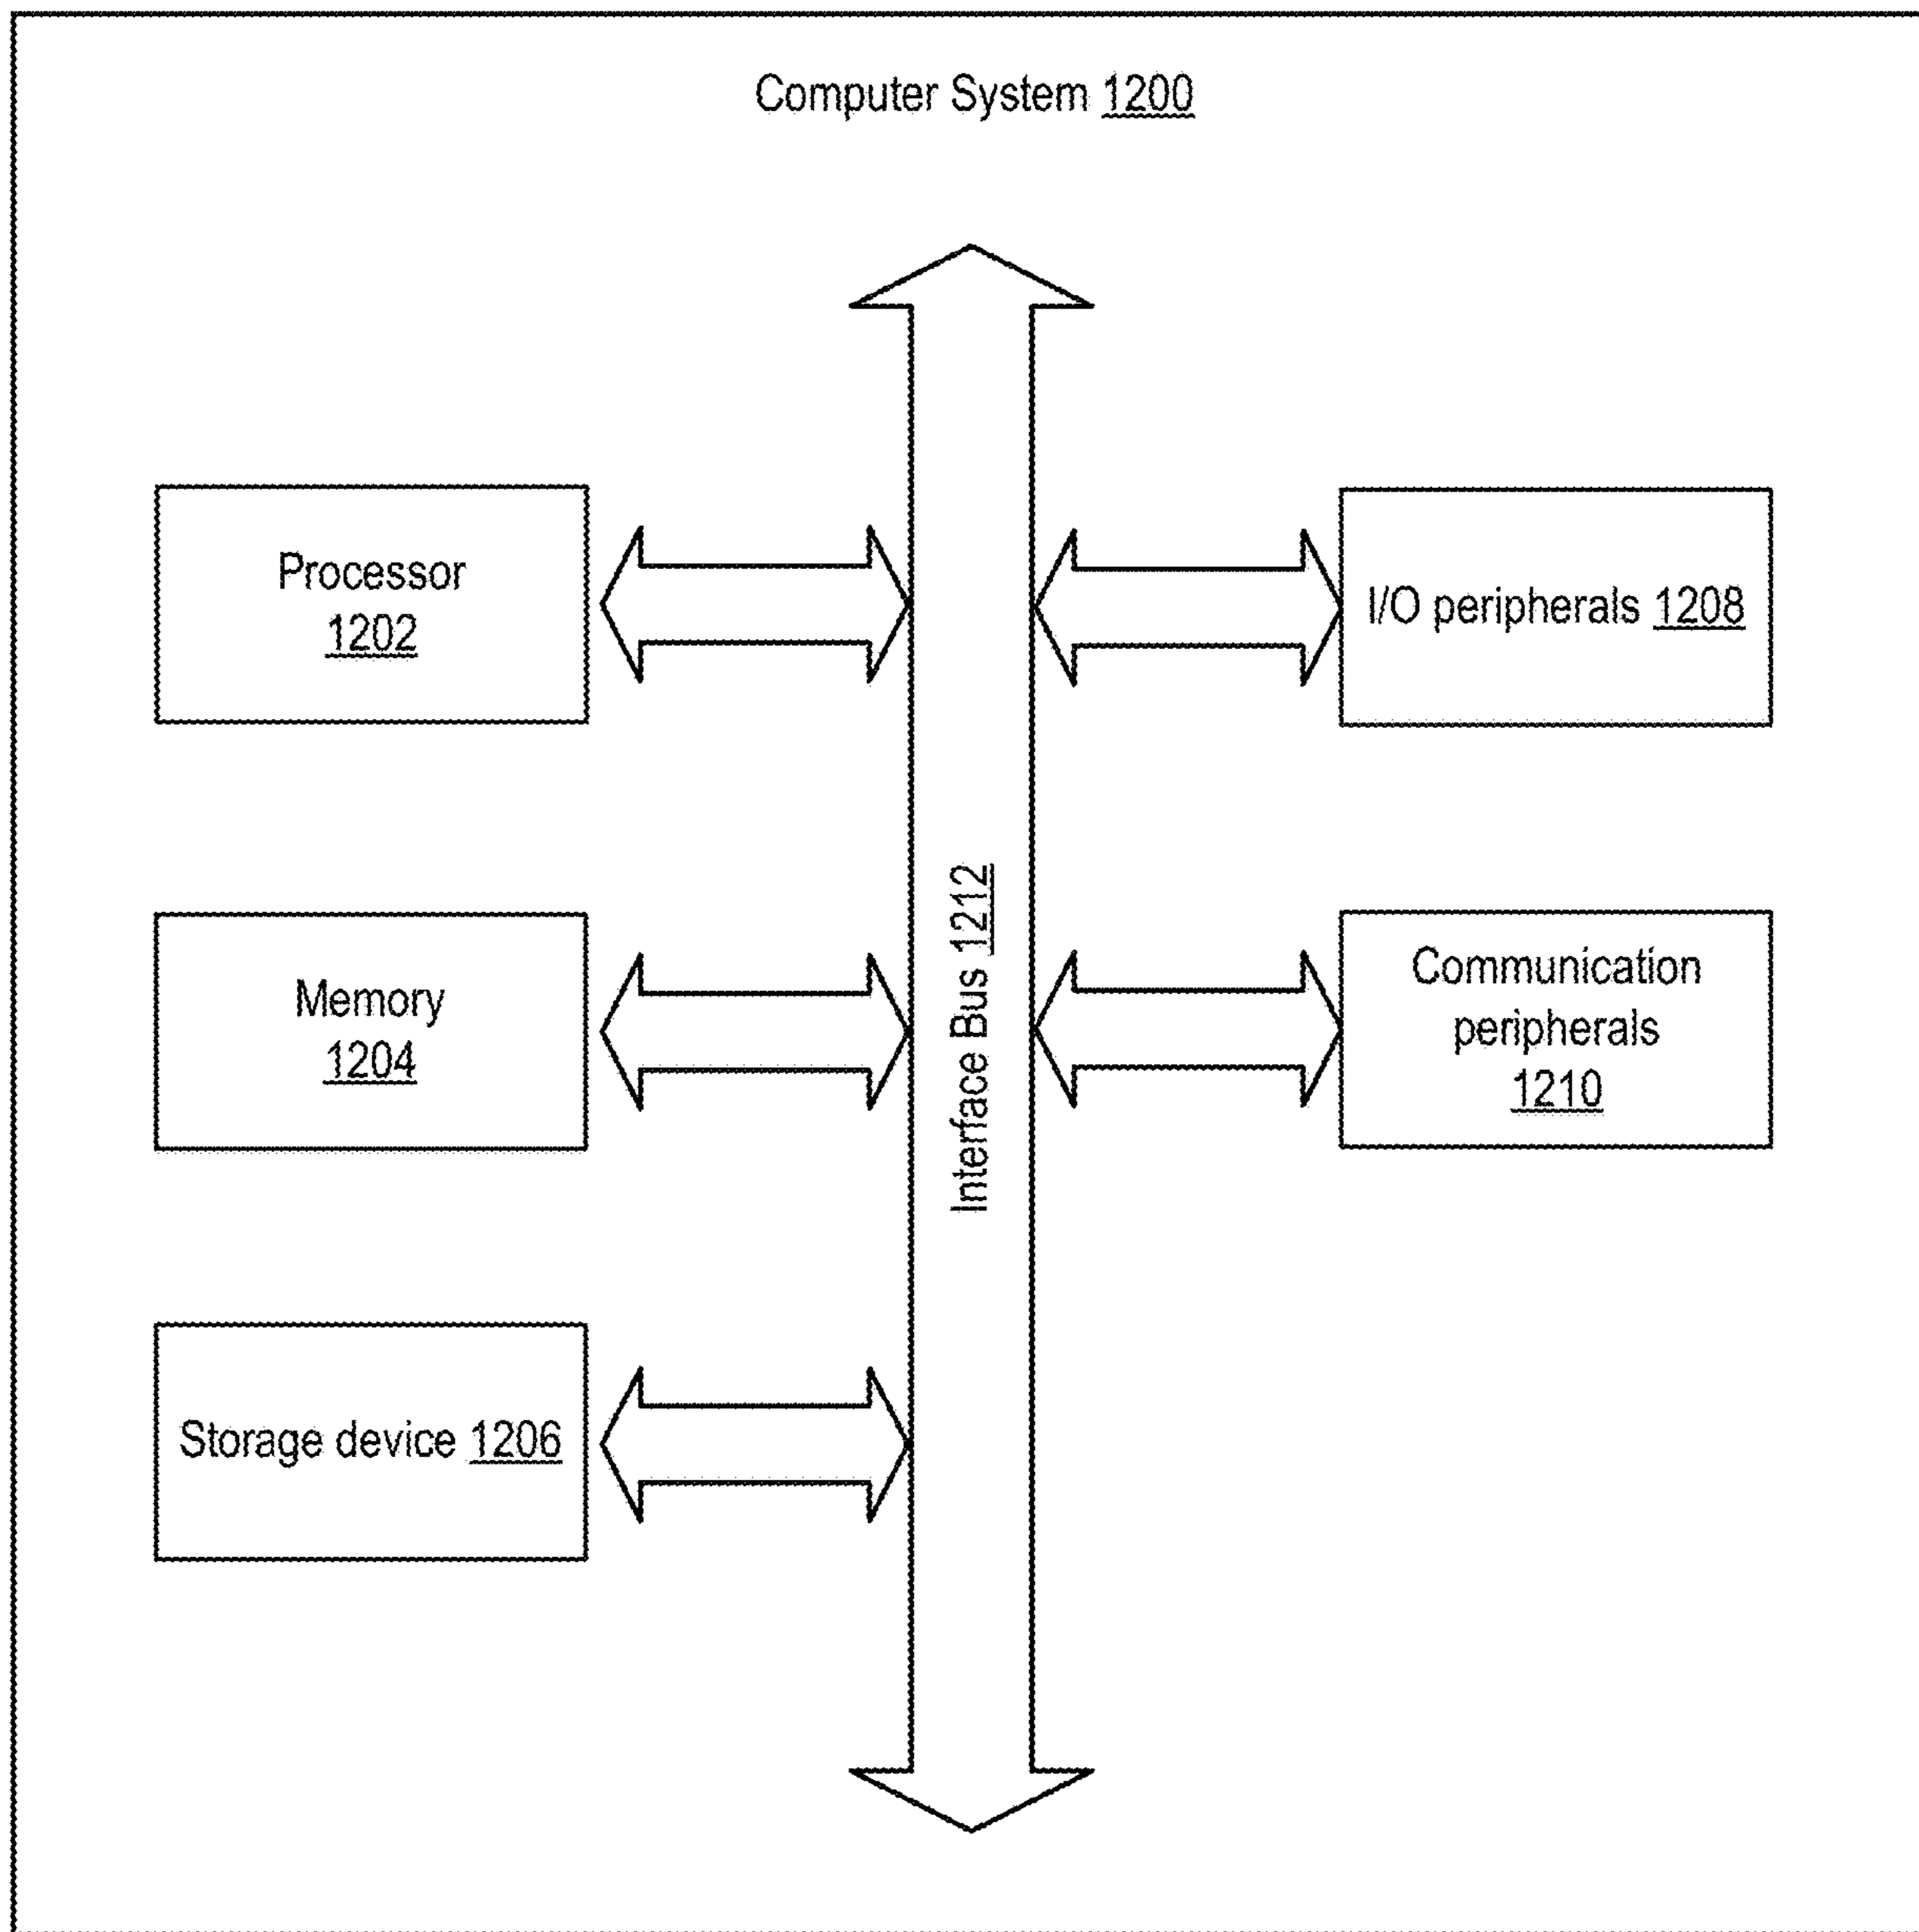 Computer System 1200
Processor
1202
I/O peripherals 1208
Memory
1204
Interface Bus 1212
Communication
peripherals
1210
Storage device 1206